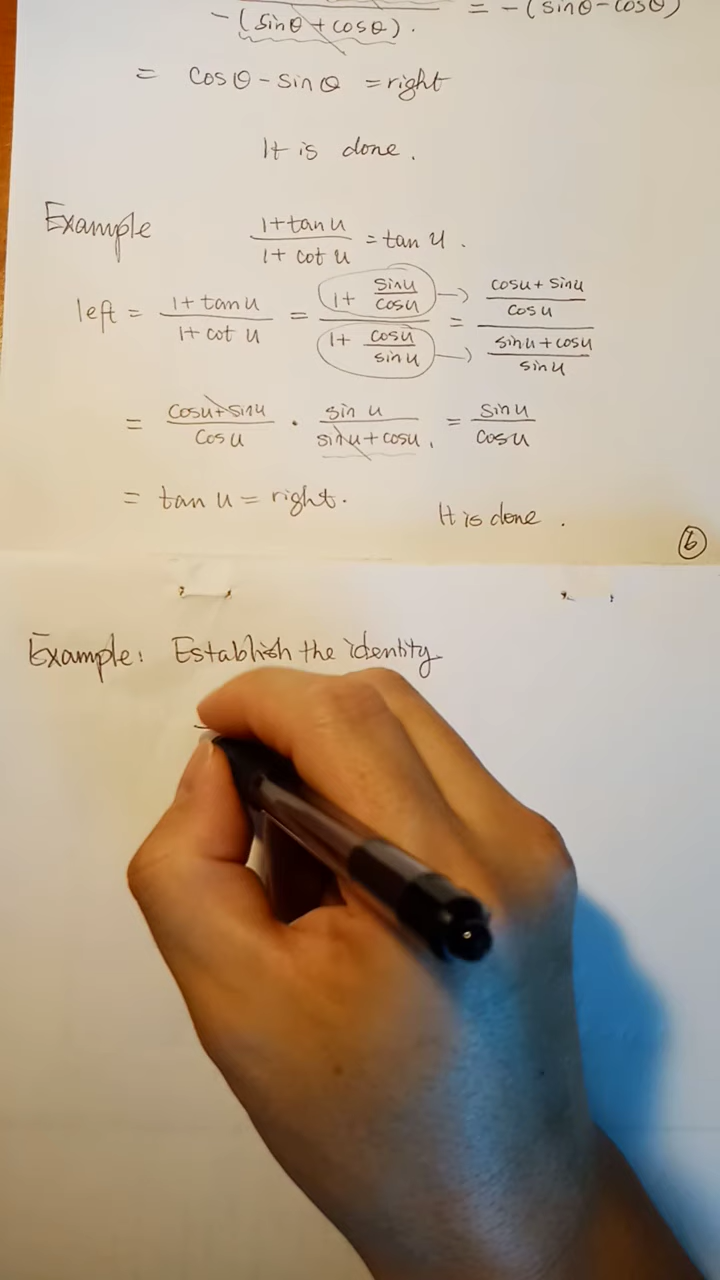 -(sinθ+cosθ). = -(sinθ-cosθ)
= cosθ-sinθ =right
It is done.
Example (1+tan u)/(1+cot u) = tan u.
left = (1+tan u)/(1+cot u) = (1+ sinu/cosu)/(1+ cosu/sinu) = ((cosu+sinu)/cosu)/((sinu+cosu)/sinu)
= (cosu+sinu)/cosu · sin u/(sinu+cosu). = sinu/cosu
= tan u = right. It is done.
6
Example: Establish the identity